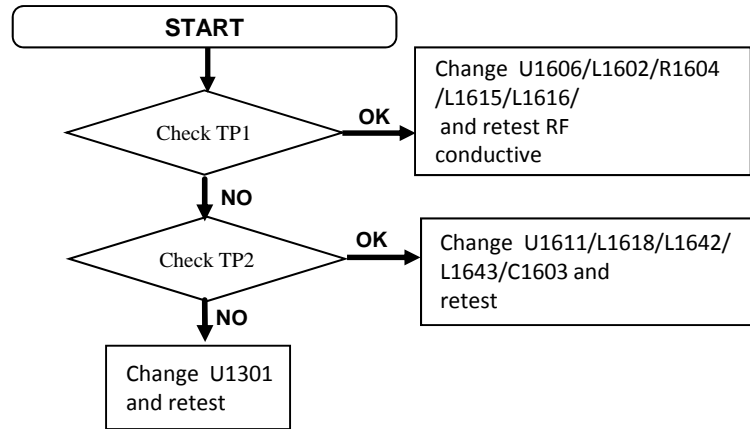 START
Check TP1
OK
Change U1606/L1602/R1604
/L1615/L1616/
and retest RF
conductive
NO
Check TP2
OK
Change U1611/L1618/L1642/
L1643/C1603 and
retest
NO
Change U1301
and retest